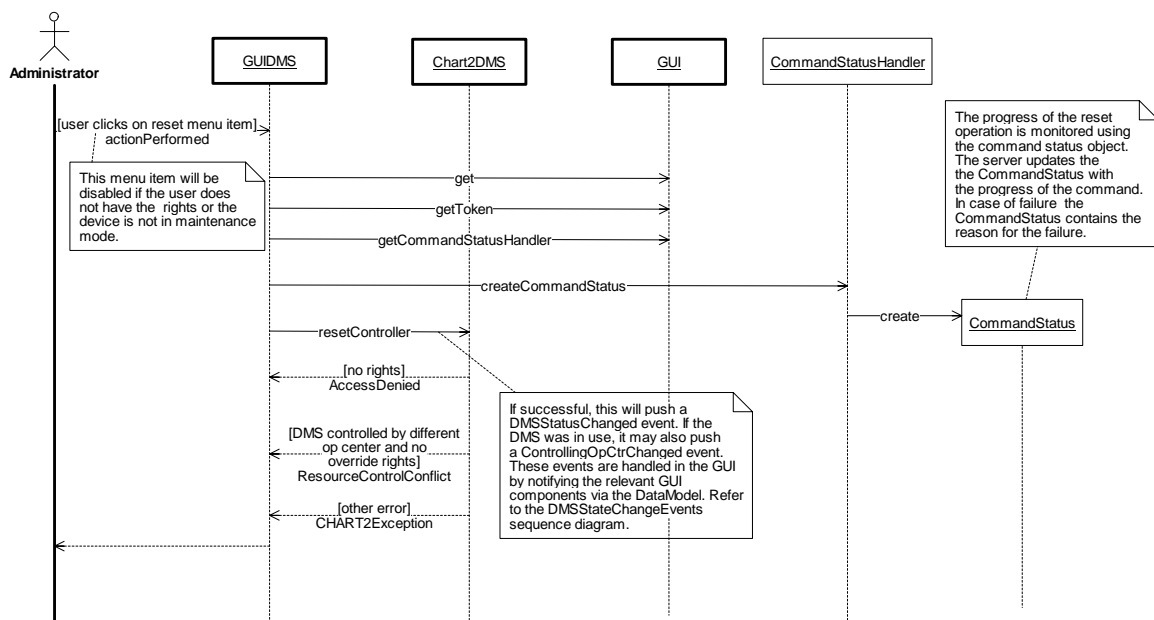 Administrator
GUIDMS
Chart2DMS
GUI
CommandStatusHandler
[user clicks on reset menu item]
actionPerformed
This menu item will be
disabled if the user does
not have the rights or the
device is not in maintenance
mode.
get
getToken
getCommandStatusHandler
createCommandStatus
The progress of the reset
operation is monitored using
the command status object.
The server updates the
the CommandStatus with
the progress of the command.
In case of failure the
CommandStatus contains the
reason for the failure.
create
CommandStatus
resetController
[no rights]
AccessDenied
[DMS controlled by different
op center and no
override rights]
ResourceControlConflict
[other error]
CHART2Exception
If successful, this will push a
DMSStatusChanged event. If the
DMS was in use, it may also push
a ControllingOpCtrChanged event.
These events are handled in the GUI
by notifying the relevant GUI
components via the DataModel. Refer
to the DMSStateChangeEvents
sequence diagram.